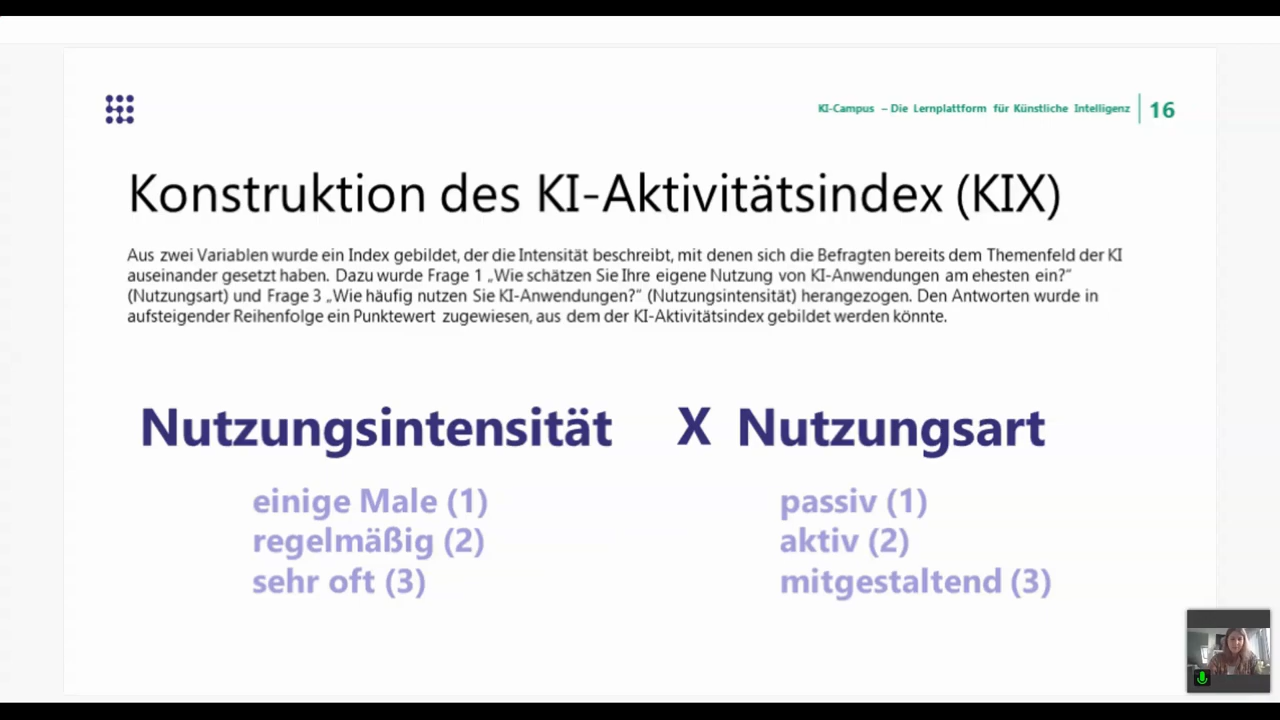 KI-Campus – Die Lernplattform für Künstliche Intelligenz 16
Konstruktion des KI-Aktivitätsindex (KIX)
Aus zwei Variablen wurde ein Index gebildet, der die Intensität beschreibt, mit denen sich die Befragten bereits dem Themenfeld der KI
auseinander gesetzt haben. Dazu wurde Frage 1 „Wie schätzen Sie Ihre eigene Nutzung von KI-Anwendungen am ehesten ein?“
(Nutzungsart) und Frage 3 „Wie häufig nutzen Sie KI-Anwendungen?“ (Nutzungsintensität) herangezogen. Den Antworten wurde in
aufsteigender Reihenfolge ein Punktewert zugewiesen, aus dem der KI-Aktivitätsindex gebildet werden könnte.
Nutzungsintensität X Nutzungsart
einige Male (1)
regelmäßig (2)
sehr oft (3)
passiv (1)
aktiv (2)
mitgestaltend (3)